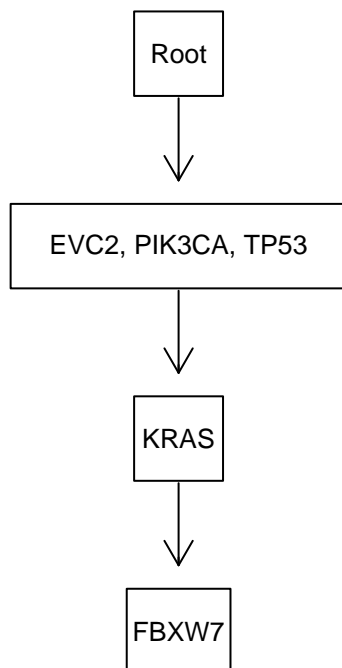 Root
EVC2, PIK3CA, TP53
KRAS
FBXW7